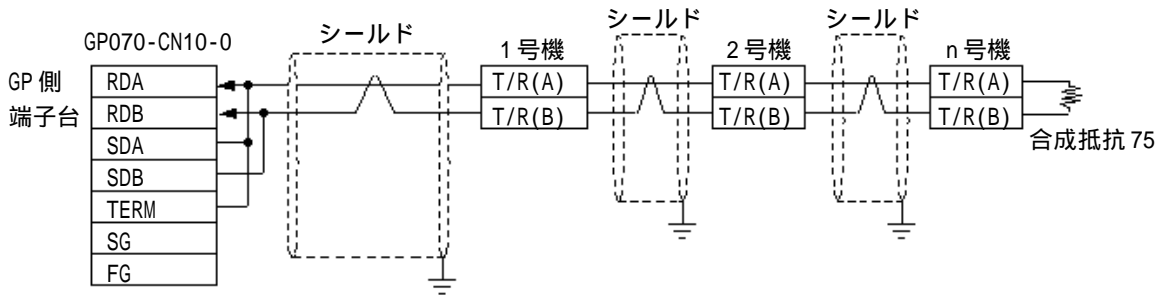 シールド
シールド
シールド
GP070-CN10-0
1号機
2号機
n号機
GP側
端子台
RDA
RDB
SDA
SDB
TERM
SG
FG
T/R(A)
T/R(B)
T/R(A)
T/R(B)
T/R(A)
T/R(B)
合成抵抗75